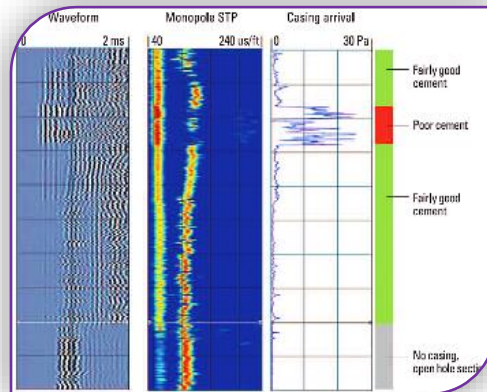 Waveform
Monopole STP
Casing arrival
0 2 ms
40 240 us/ft
0 30 Pa
Fairly good
cement
Poor cement
Fairly good
cement
No casing,
open hole